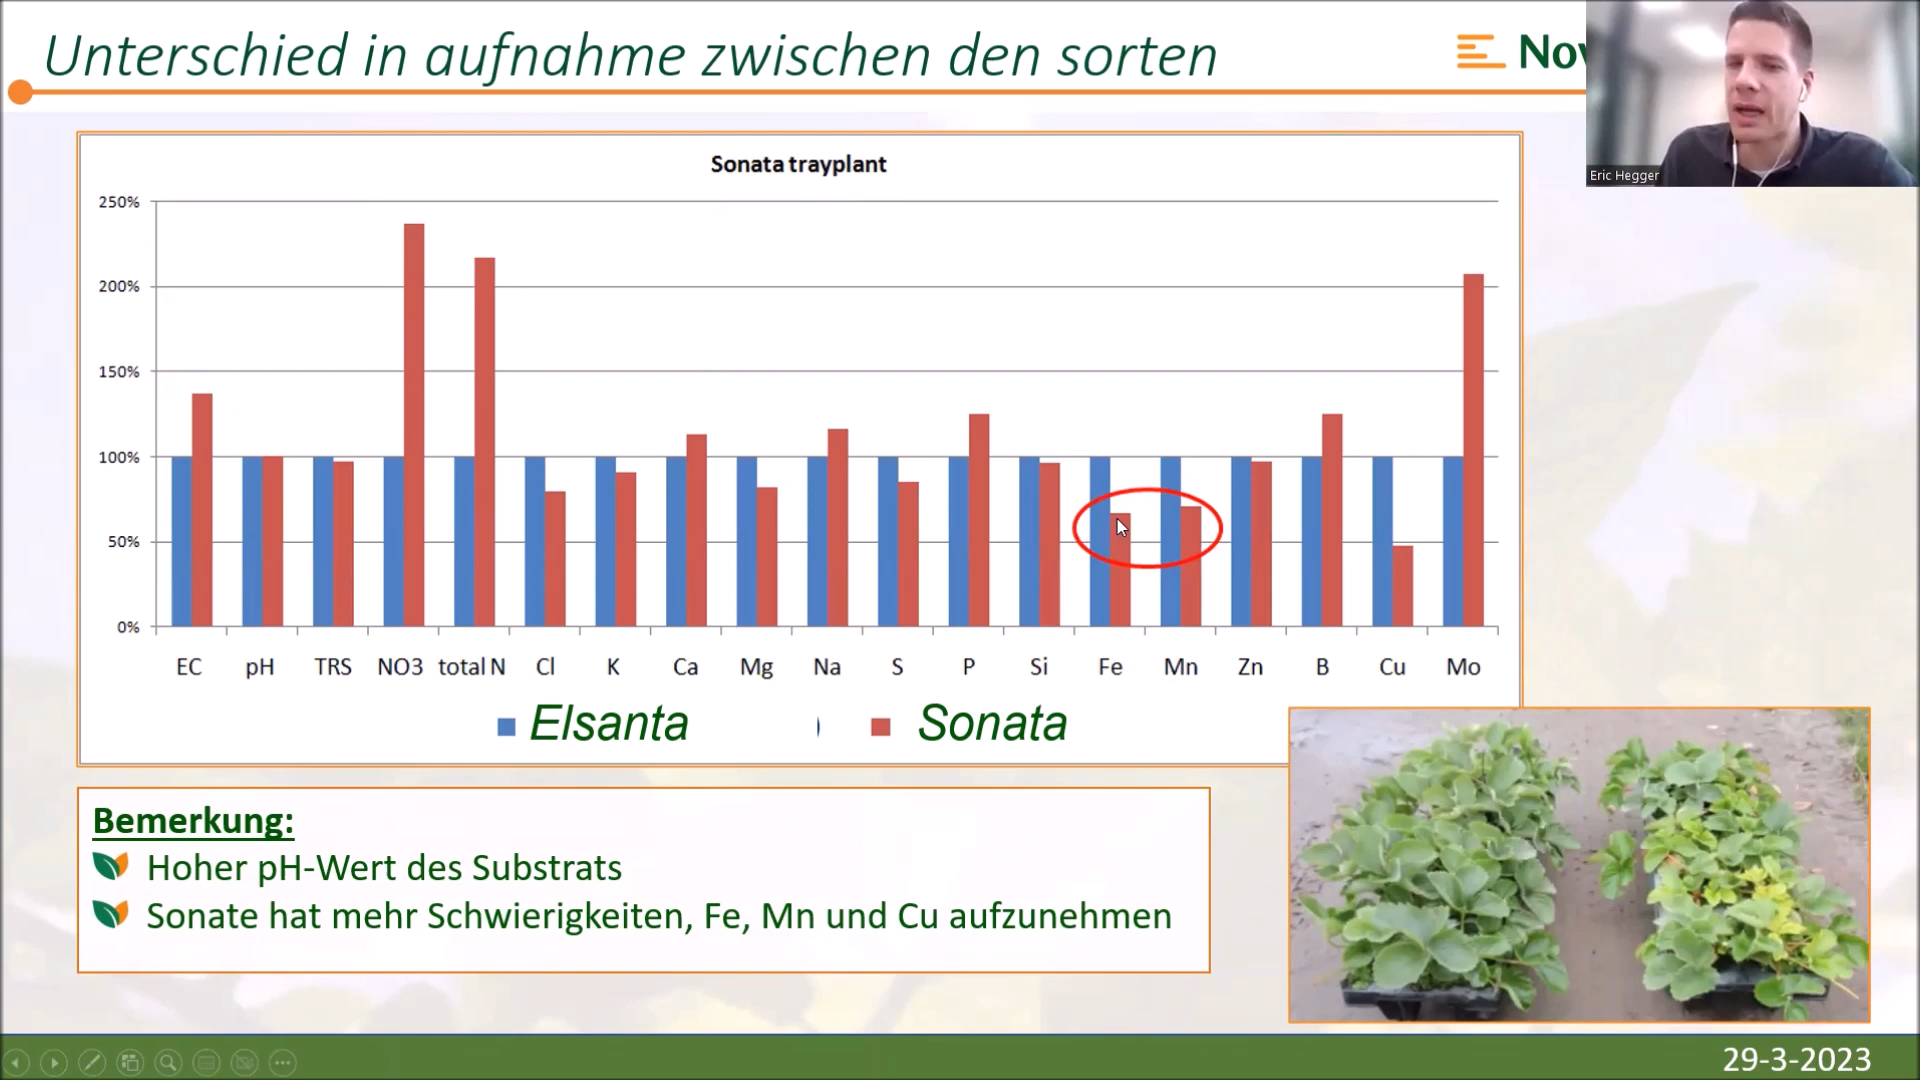 Unterschied in aufnahme zwischen den sorten
Nov
Eric Hegger
Sonata trayplant
250%
200%
150%
100%
50%
0%
EC pH TRS NO3 total N Cl K Ca Mg Na S P Si Fe Mn Zn B Cu Mo
Elsanta Sonata
Bemerkung:
Hoher pH-Wert des Substrats
Sonate hat mehr Schwierigkeiten, Fe, Mn und Cu aufzunehmen
29-3-2023